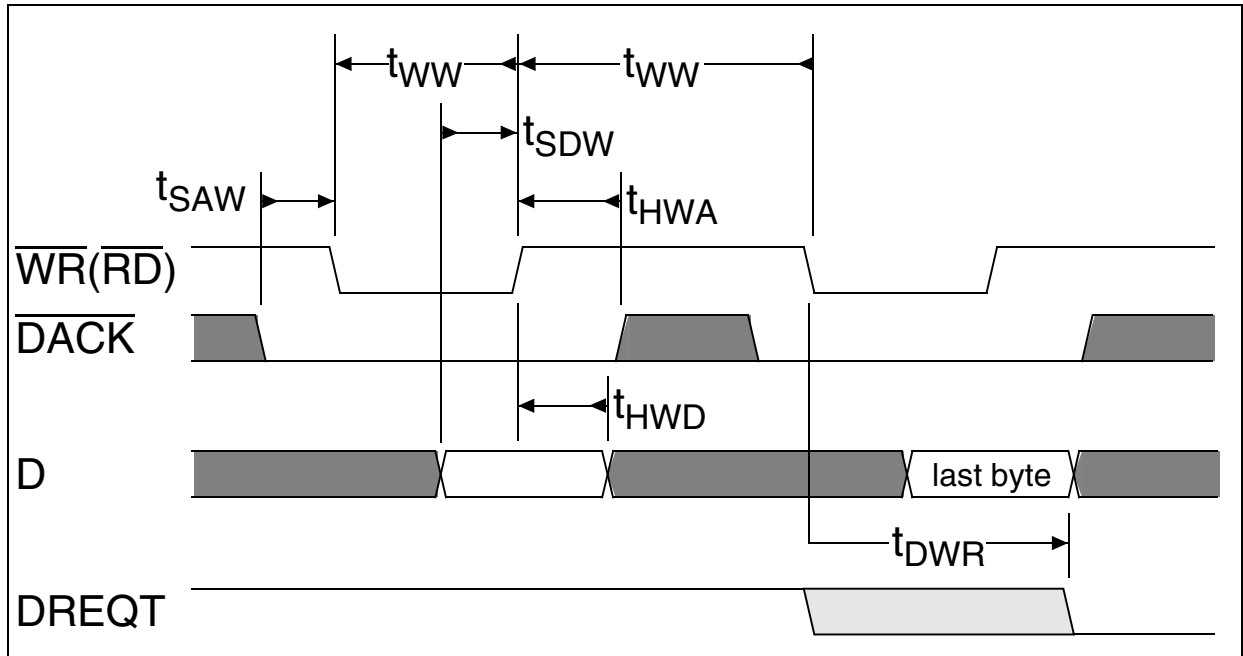 tWW tWW
tSDW
tSAW
tHWA
WR(RD)
DACK
tHWD
D
last byte
tDWR
DREQT